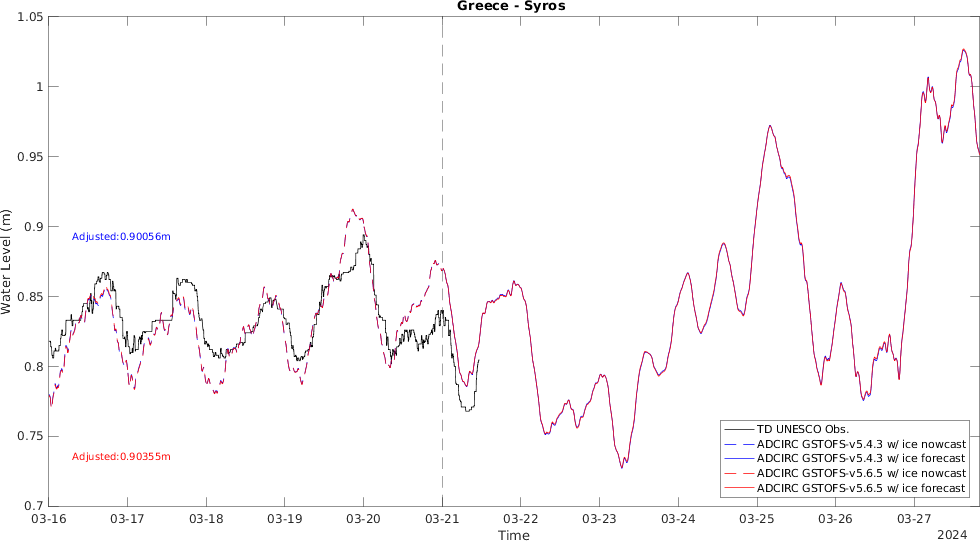 Greece - Syros
1.05
1
0.95
0.9
0.85
0.8
0.75
0.7
Water Level (m)
Adjusted:0.90056m
Adjusted:0.90355m
TD UNESCO Obs.
ADCIRC GSTOFS-v5.4.3 w/ ice nowcast
ADCIRC GSTOFS-v5.4.3 w/ ice forecast
ADCIRC GSTOFS-v5.6.5 w/ ice nowcast
ADCIRC GSTOFS-v5.6.5 w/ ice forecast
03-16 03-17 03-18 03-19 03-20 03-21 03-22 03-23 03-24 03-25 03-26 03-27
Time
2024